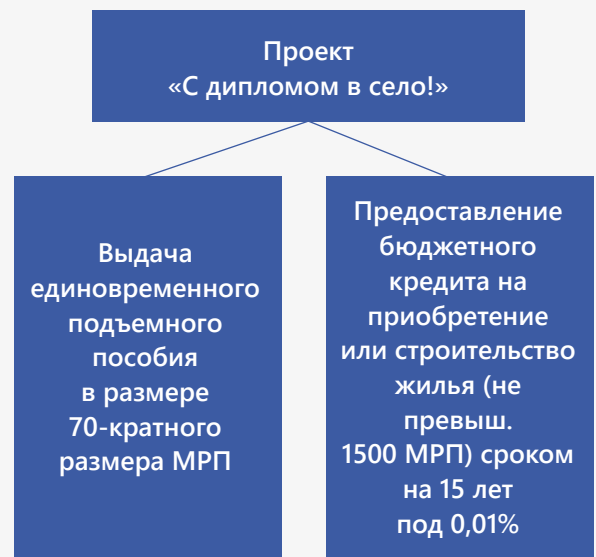 Проект
«С дипломом в село!»
Выдача
единовременного
подъемного
пособия
в размере
70-кратного
размера МРП
Предоставление
бюджетного
кредита на
приобретение
или строительство
жилья (не
превыш.
1500 МРП) сроком
на 15 лет
под 0,01%